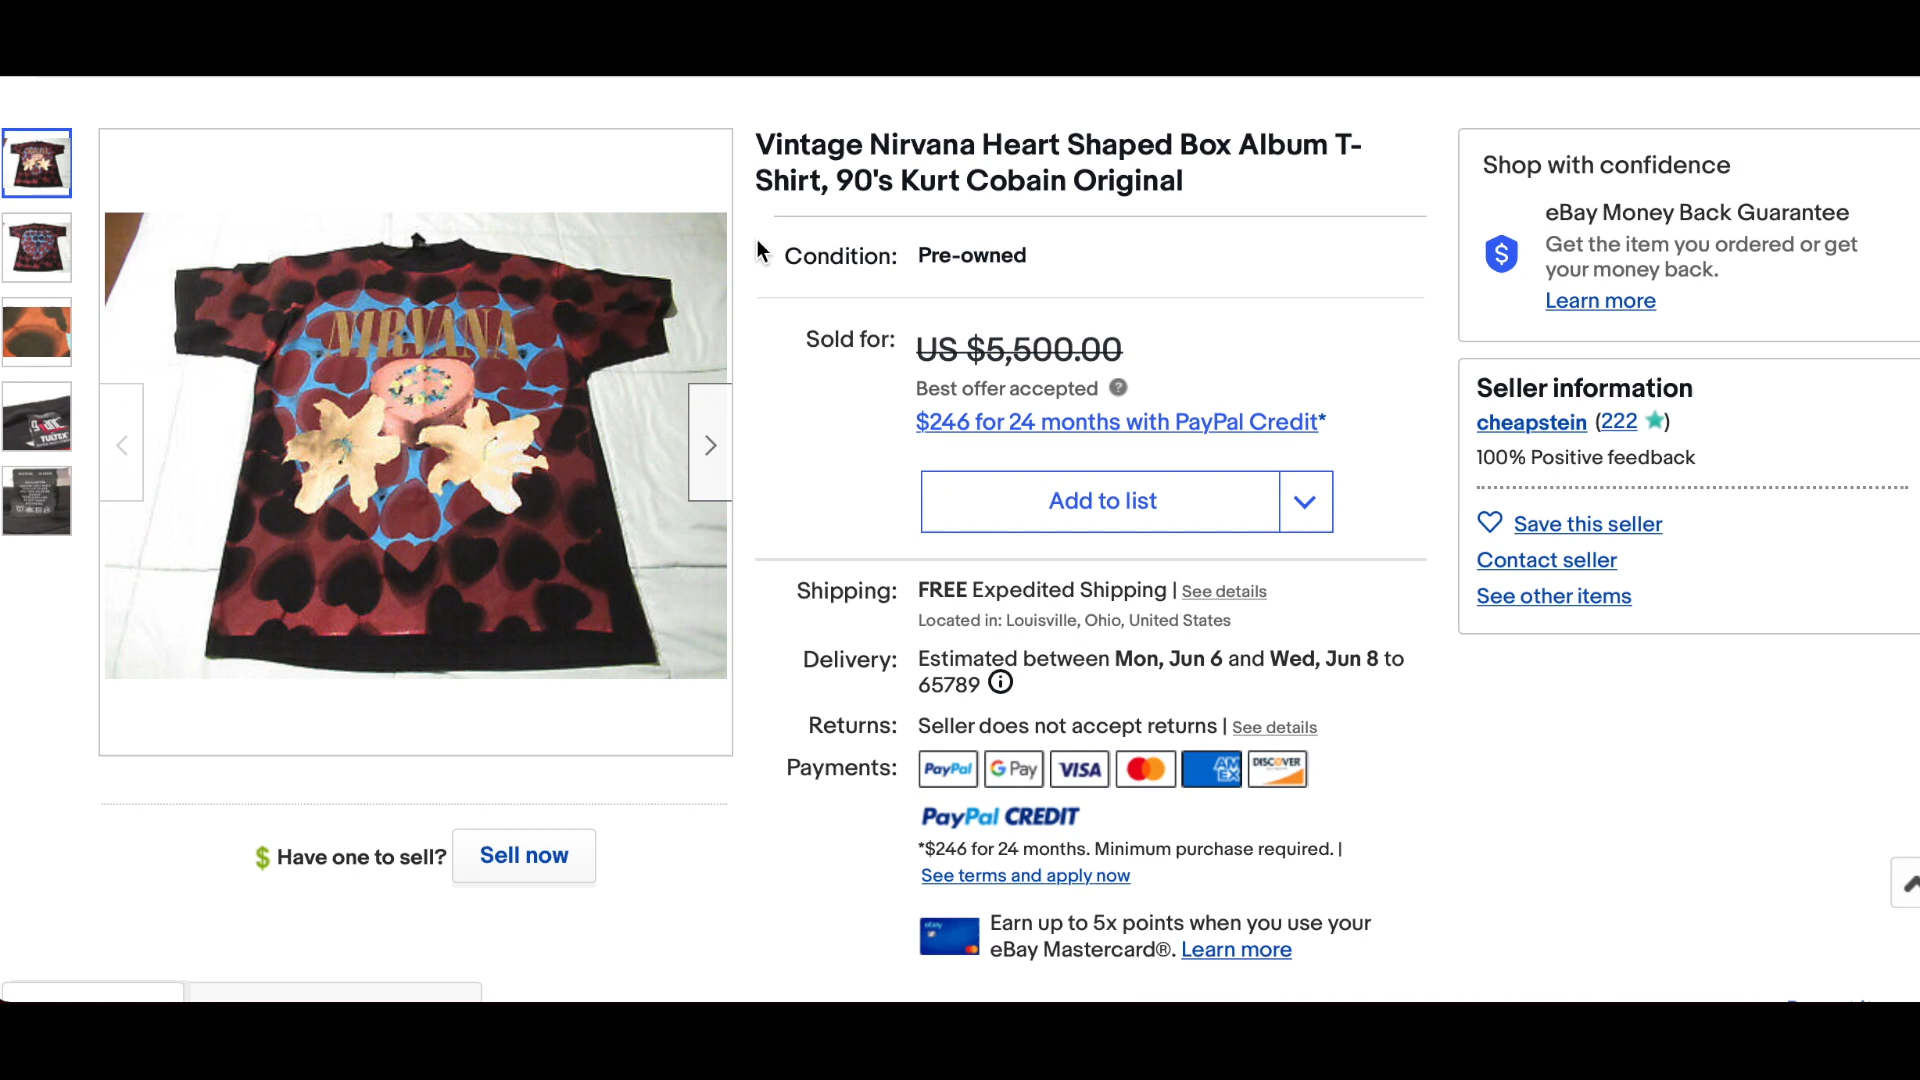 Vintage Nirvana Heart Shaped Box Album T-
Shirt, 90's Kurt Cobain Original
Condition: Pre-owned
Sold for: US $5,500.00
Best offer accepted
$246 for 24 months with PayPal Credit*
Add to list
Shipping: FREE Expedited Shipping | See details
Located in: Louisville, Ohio, United States
Delivery: Estimated between Mon, Jun 6 and Wed, Jun 8 to
65789
Returns: Seller does not accept returns | See details
Payments: PayPal G Pay VISA AM EX DISCOVER
PayPal CREDIT
*$246 for 24 months. Minimum purchase required. |
See terms and apply now
Earn up to 5x points when you use your
eBay Mastercard®. Learn more
NIRVANA
$ Have one to sell? Sell now
Shop with confidence
eBay Money Back Guarantee
Get the item you ordered or get
your money back.
Learn more
Seller information
cheapstein (222 ★)
100% Positive feedback
Save this seller
Contact seller
See other items